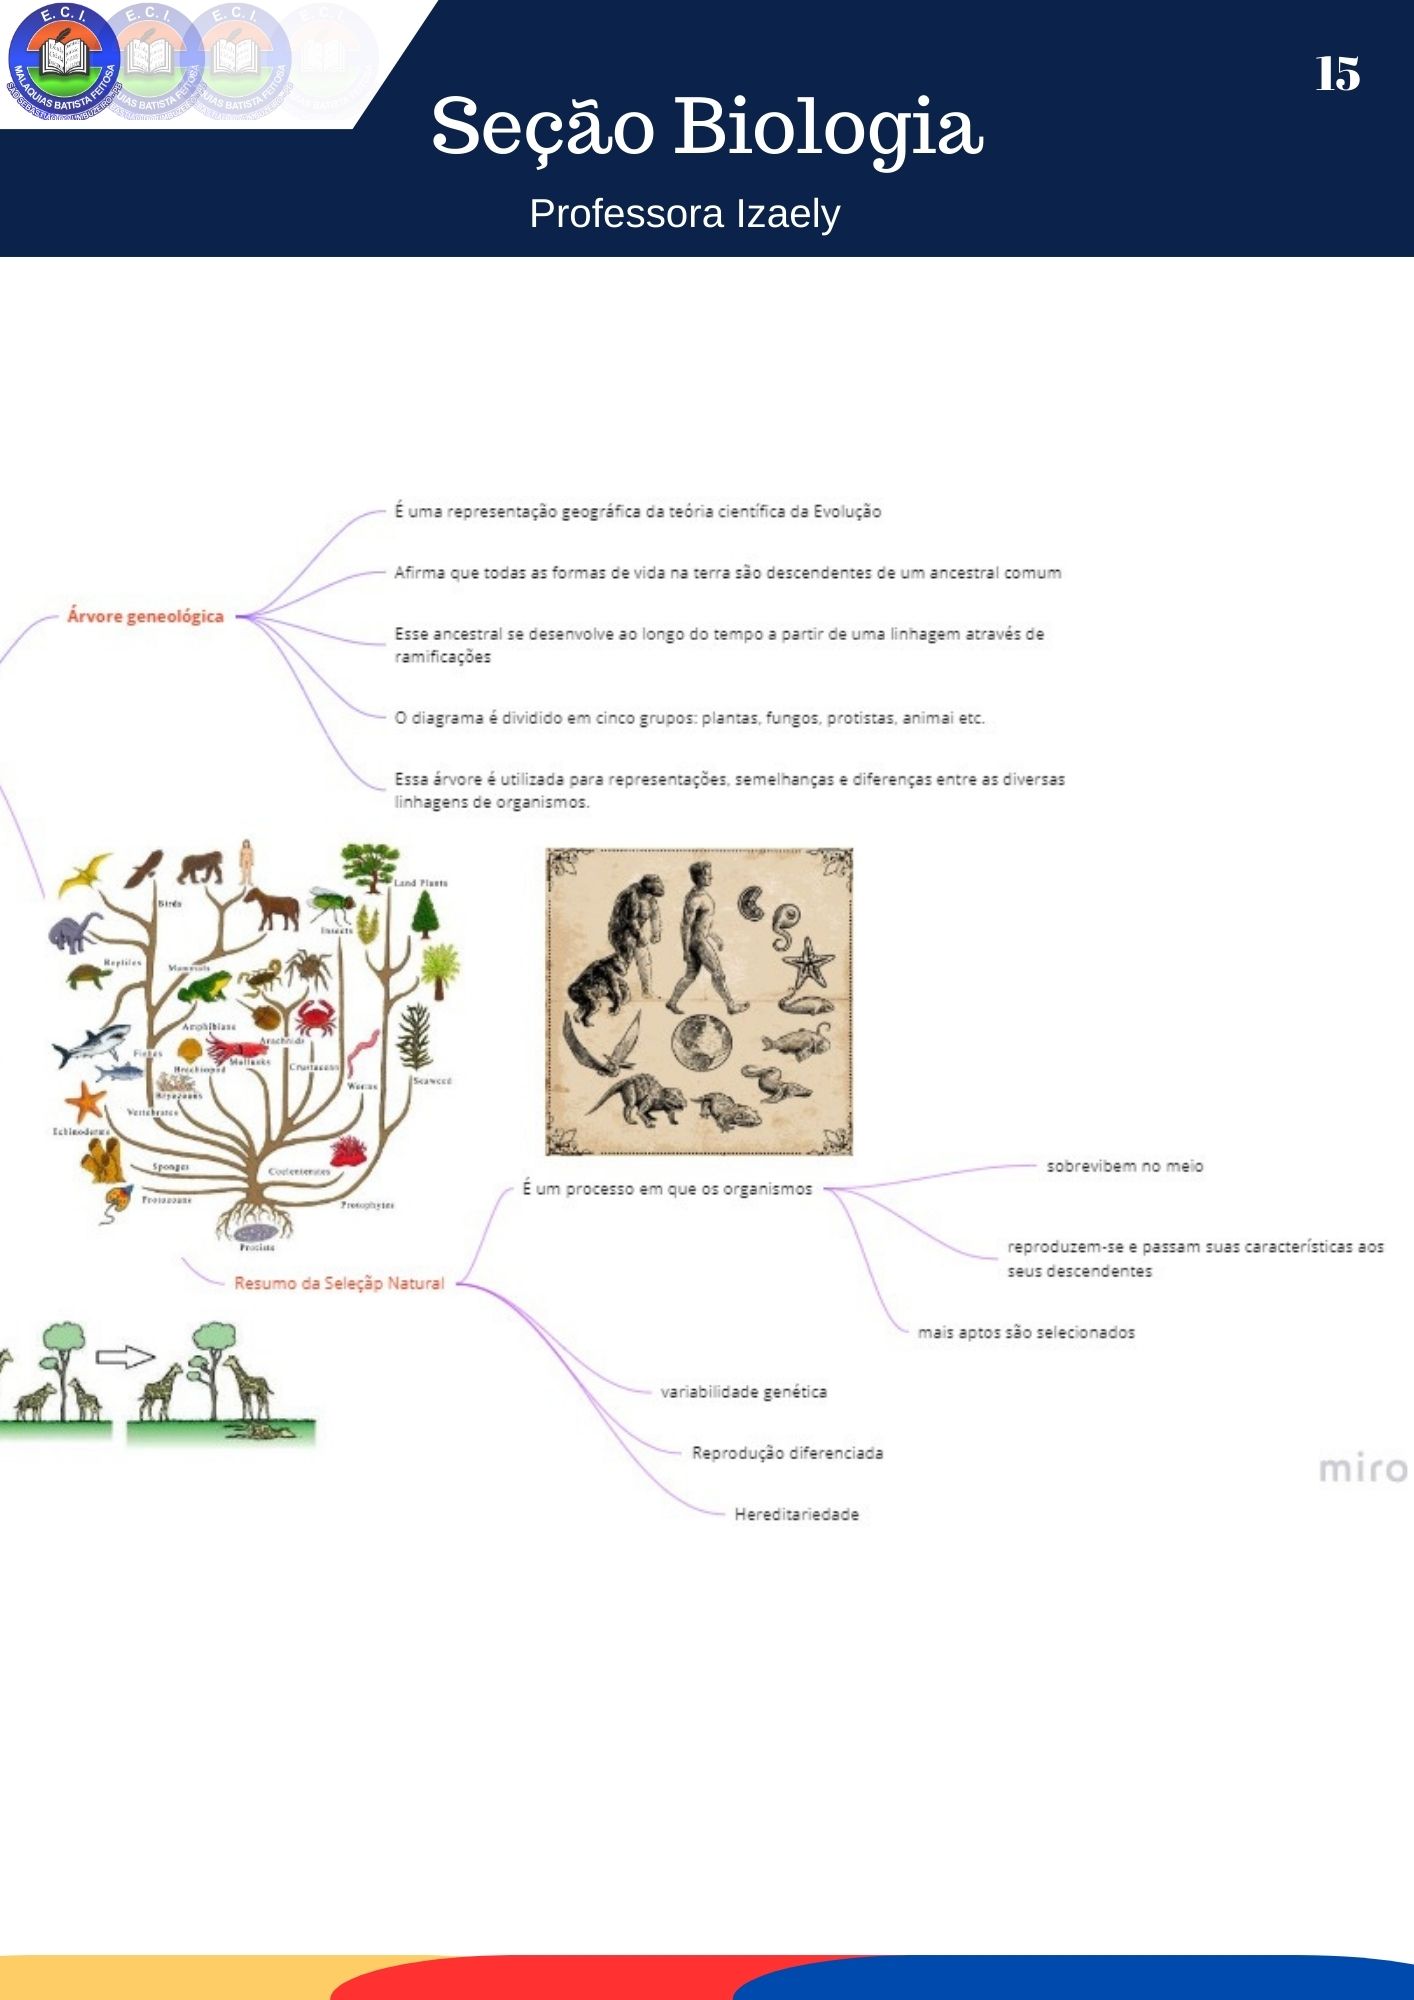 E. C. I.
MALAQUIAS BATISTA FEITOSA
15
Seção Biologia
Professora Izaely
É uma representação geográfica da teória científica da Evolução
Afirma que todas as formas de vida na terra são descendentes de um ancestral comum
Árvore geneológica
Esse ancestral se desenvolve ao longo do tempo a partir de uma linhagem através de
ramificações
O diagrama é dividido em cinco grupos: plantas, fungos, protistas, animai etc.
Essa árvore é utilizada para representações, semelhanças e diferenças entre as diversas
linhagens de organismos.
Land Plants
Birds
Insects
Reptiles
Mammals
Amphibians
Arachnids
Fishes
Mollusks
Brachiopod
Crustaceans
Bryozoans
Worms
Seaweed
Vertebrates
Echinoderms
Sponges
Coelenterates
Protozoans
Protophytes
Protists
É um processo em que os organismos
sobrevibem no meio
reproduzem-se e passam suas características aos
seus descendentes
mais aptos são selecionados
Resumo da Seleçãp Natural
variabilidade genética
Reprodução diferenciada
Hereditariedade
miro